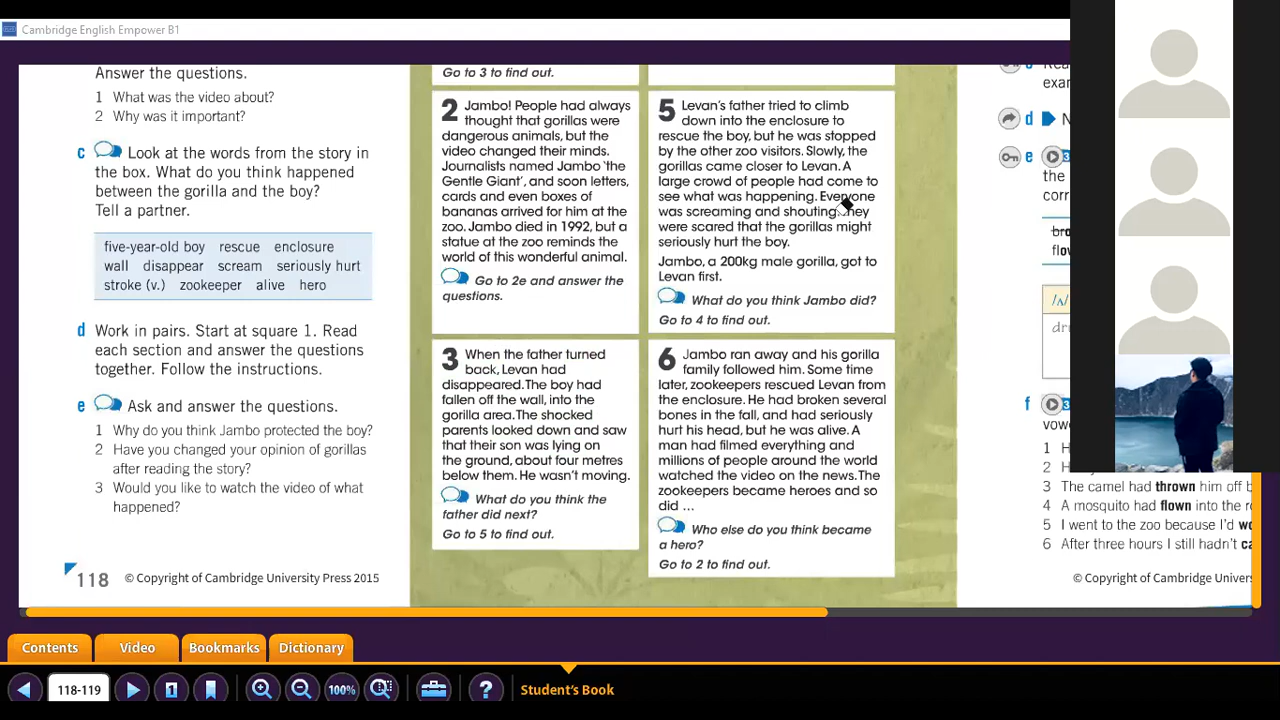 Cambridge English Empower B1
Answer the questions.
1 What was the video about?
2 Why was it important?
c Look at the words from the story in
the box. What do you think happened
between the gorilla and the boy?
Tell a partner.
five-year-old boy rescue enclosure
wall disappear scream seriously hurt
stroke (v.) zookeeper alive hero
d Work in pairs. Start at square 1. Read
each section and answer the questions
together. Follow the instructions.
e Ask and answer the questions.
1 Why do you think Jambo protected the boy?
2 Have you changed your opinion of gorillas
after reading the story?
3 Would you like to watch the video of what
happened?
118 © Copyright of Cambridge University Press 2015
Go to 3 to find out.
2 Jambo! People had always
thought that gorillas were
dangerous animals, but the
video changed their minds.
Journalists named Jambo ‘the
Gentle Giant’, and soon letters,
cards and even boxes of
bananas arrived for him at the
zoo. Jambo died in 1992, but a
statue at the zoo reminds the
world of this wonderful animal.
Go to 2e and answer the
questions.
3 When the father turned
back, Levan had
disappeared. The boy had
fallen off the wall, into the
gorilla area. The shocked
parents looked down and saw
that their son was lying on
the ground, about four metres
below them. He wasn’t moving.
What do you think the
father did next?
Go to 5 to find out.
5 Levan’s father tried to climb
down into the enclosure to
rescue the boy, but he was stopped
by the other zoo visitors. Slowly, the
gorillas came closer to Levan. A
large crowd of people had come to
see what was happening. Everyone
was screaming and shouting. They
were scared that the gorillas might
seriously hurt the boy.
Jambo, a 200kg male gorilla, got to
Levan first.
What do you think Jambo did?
Go to 4 to find out.
6 Jambo ran away and his gorilla
family followed him. Some time
later, zookeepers rescued Levan from
the enclosure. He had broken several
bones in the fall, and had seriously
hurt his head, but he was alive. A
man had filmed everything and
millions of people around the world
watched the video on the news. The
zookeepers became heroes and so
did ...
Who else do you think became
a hero?
Go to 2 to find out.
exa
d N
e 3
the
corr
bro
flow
/ʌ/
dr
f 3
vow
1 H
2 H
3 The camel had thrown him off b
4 A mosquito had flown into the ro
5 I went to the zoo because I’d wo
6 After three hours I still hadn’t ca
© Copyright of Cambridge Univers
Contents Video Bookmarks Dictionary
118-119 1 100% ? Student's Book